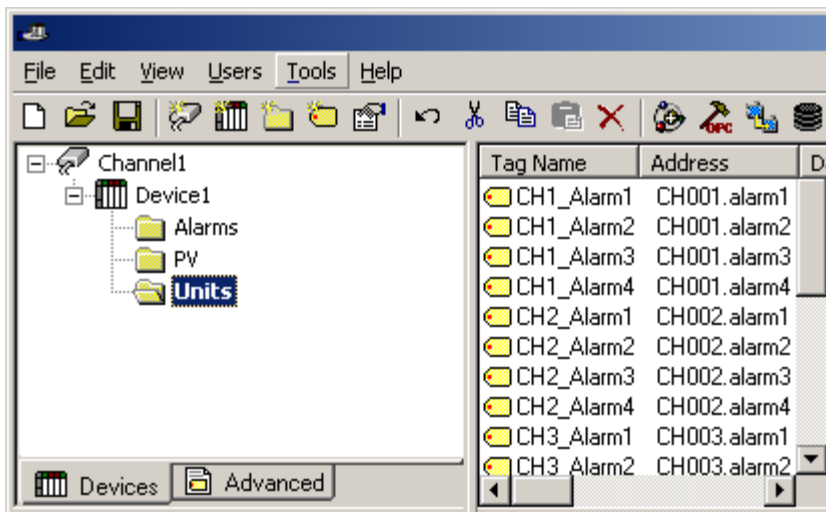 File Edit View Users Tools Help
OPC
Channel1
Device1
Alarms
PV
Units
Devices Advanced
Tag Name Address D
CH1_Alarm1 CH001.alarm1
CH1_Alarm2 CH001.alarm2
CH1_Alarm3 CH001.alarm3
CH1_Alarm4 CH001.alarm4
CH2_Alarm1 CH002.alarm1
CH2_Alarm2 CH002.alarm2
CH2_Alarm3 CH002.alarm3
CH2_Alarm4 CH002.alarm4
CH3_Alarm1 CH003.alarm1
CH3_Alarm2 CH003.alarm2